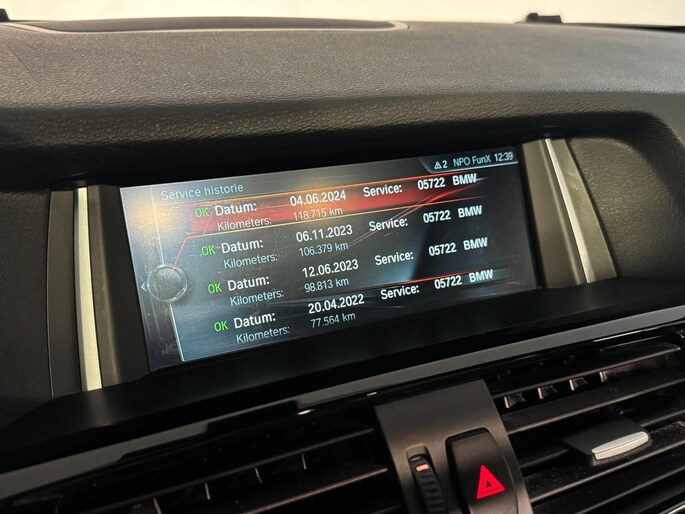 ⚠2 NPO FunX 12:39
Service historie
OK Datum: 04.06.2024 Service: 05722 BMW
Kilometers: 118.715 km
OK Datum: 06.11.2023 Service: 05722 BMW
Kilometers: 106.379 km
OK Datum: 12.06.2023 Service: 05722 BMW
Kilometers: 98.813 km
OK Datum: 20.04.2022 Service: 05722 BMW
Kilometers: 77.564 km